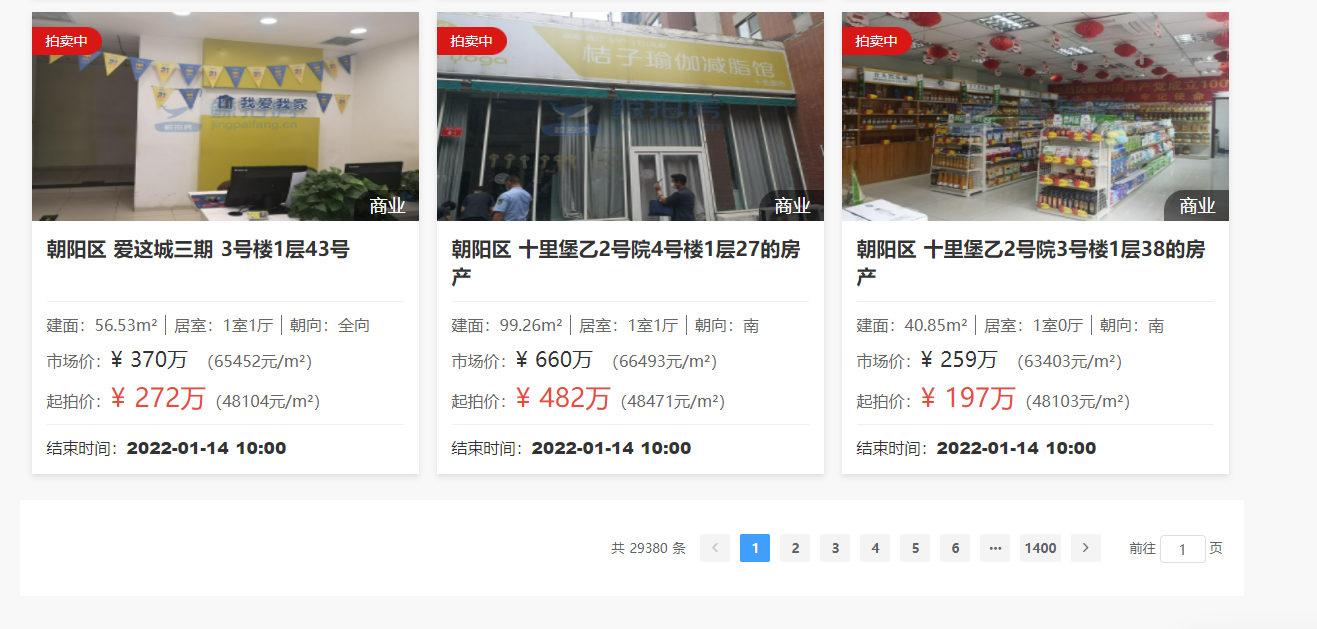 拍卖中
我爱我家
jingpaifang.cn
商业
朝阳区 爱这城三期 3号楼1层43号
建面：56.53m² | 居室：1室1厅 | 朝向：全向
市场价：¥ 370万 （65452元/m²）
起拍价：¥ 272万（48104元/m²）
结束时间：2022-01-14 10:00
拍卖中
yoga
桔子瑜伽减脂馆
鲸拍房
商业
朝阳区 十里堡乙2号院4号楼1层27的房
产
建面：99.26m² | 居室：1室1厅 | 朝向：南
市场价：¥ 660万 （66493元/m²）
起拍价：¥ 482万（48471元/m²）
结束时间：2022-01-14 10:00
拍卖中
商业
朝阳区 十里堡乙2号院3号楼1层38的房
产
建面：40.85m² | 居室：1室0厅 | 朝向：南
市场价：¥ 259万 （63403元/m²）
起拍价：¥ 197万（48103元/m²）
结束时间：2022-01-14 10:00
共 29380 条 < 1 2 3 4 5 6 ··· 1400 > 前往 1 页